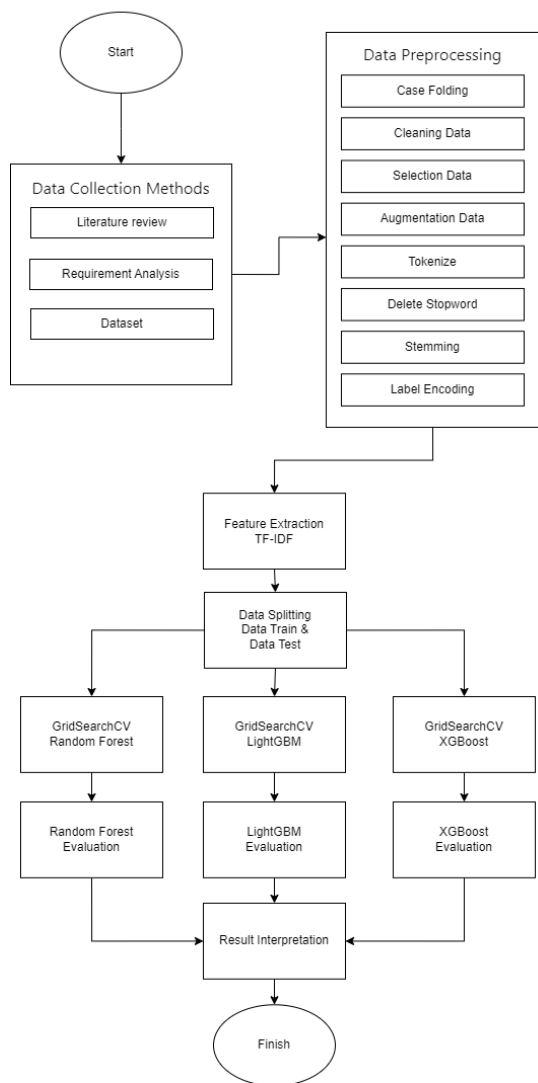 Start
Data Collection Methods
Literature review
Requirement Analysis
Dataset
Data Preprocessing
Case Folding
Cleaning Data
Selection Data
Augmentation Data
Tokenize
Delete Stopword
Stemming
Label Encoding
Feature Extraction
TF-IDF
Data Splitting
Data Train &
Data Test
GridSearchCV
Random Forest
GridSearchCV
LightGBM
GridSearchCV
XGBoost
Random Forest
Evaluation
LightGBM
Evaluation
XGBoost
Evaluation
Result Interpretation
Finish